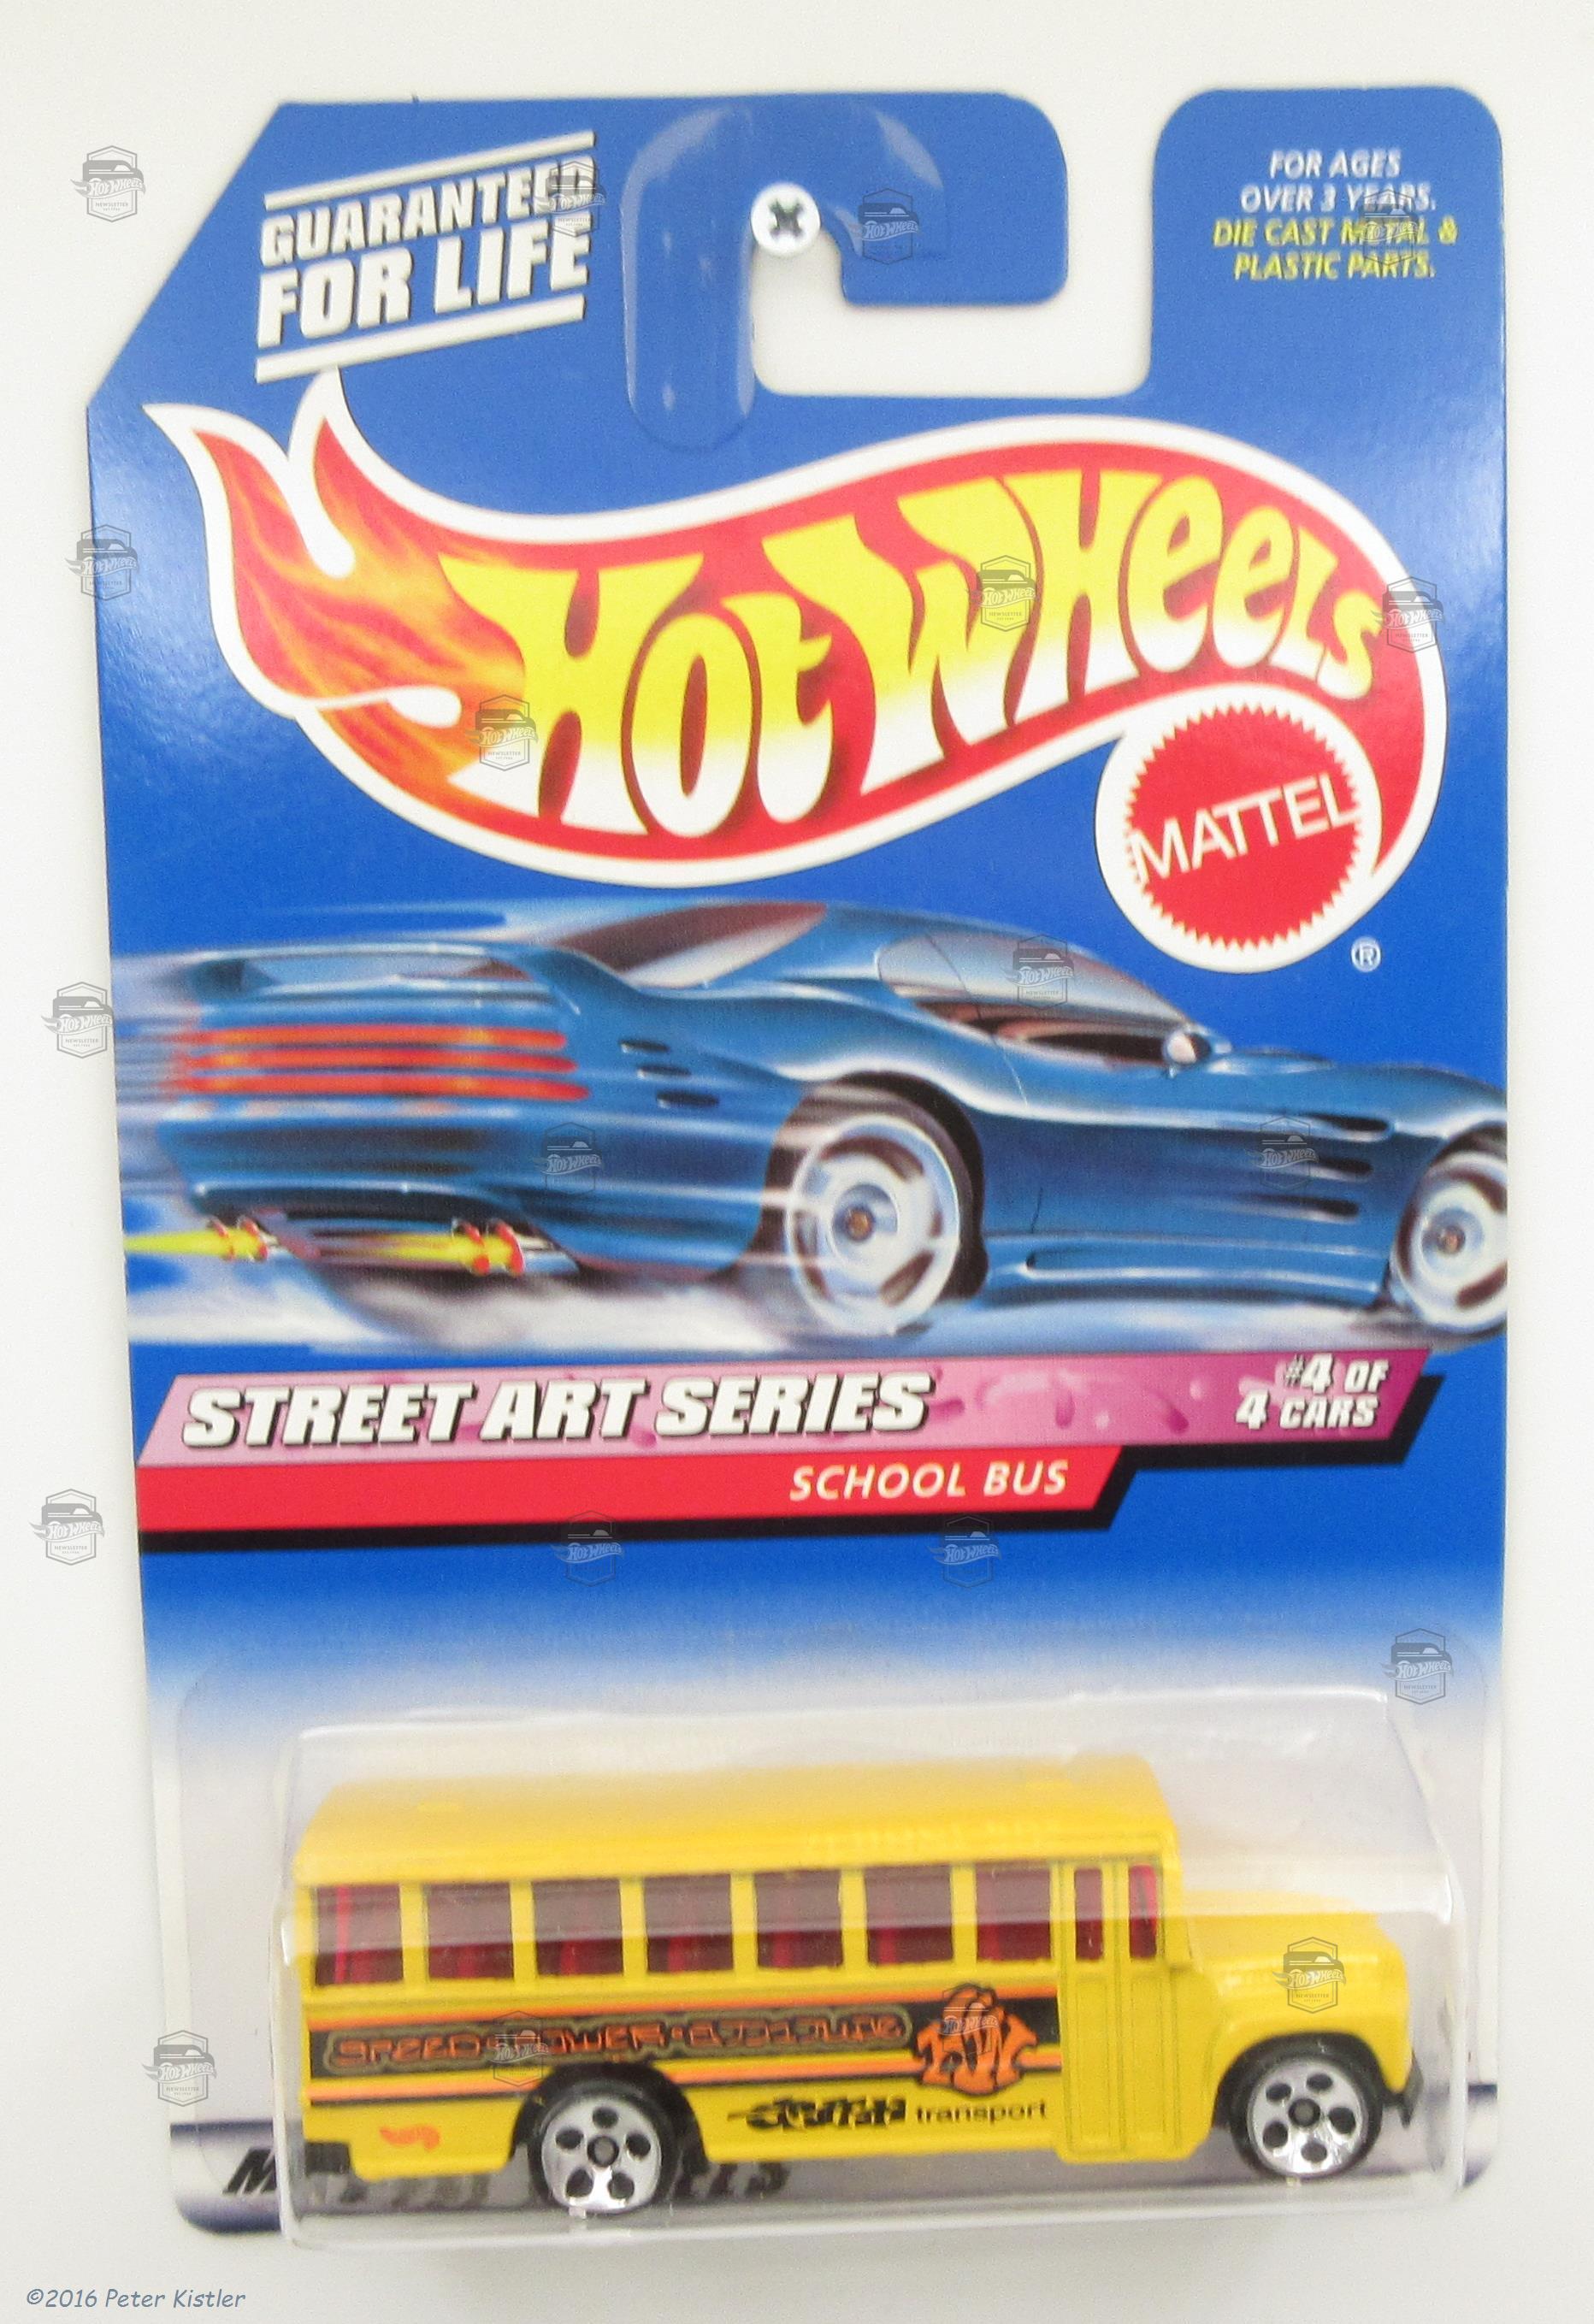 GUARANTEED
FOR LIFE
FOR AGES
OVER 3 YEARS.
DIE CAST METAL &
PLASTIC PARTS.
HOT WHEELS
MATTEL
®
STREET ART SERIES
#4 OF
4 CARS
SCHOOL BUS
transport
©2016 Peter Kistler